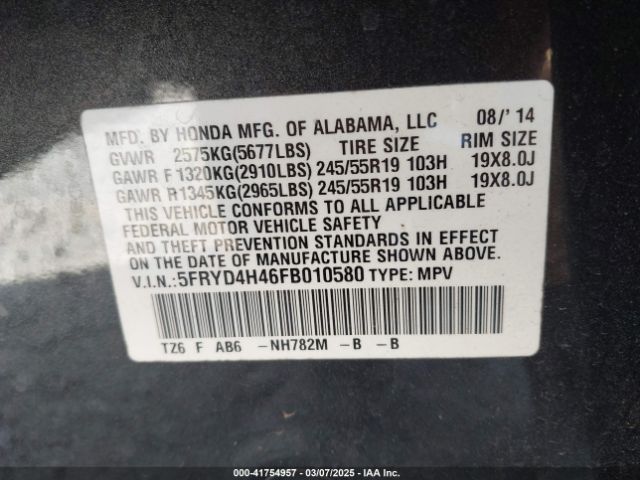 MFD. BY HONDA MFG. OF ALABAMA, LLC 08/' 14
GVWR 2575KG(5677LBS) TIRE SIZE RIM SIZE
GAWR F 1320KG(2910LBS) 245/55R19 103H 19X8.0J
GAWR R 1345KG(2965LBS) 245/55R19 103H 19X8.0J
THIS VEHICLE CONFORMS TO ALL APPLICABLE
FEDERAL MOTOR VEHICLE SAFETY
AND THEFT PREVENTION STANDARDS IN EFFECT
ON THE DATE OF MANUFACTURE SHOWN ABOVE.
V.I.N.: 5FRYD4H46FB010580 TYPE: MPV
TZ6 F AB6 -NH782M -B -B
000-41754957 | 03/07/2025 | IAA Inc.